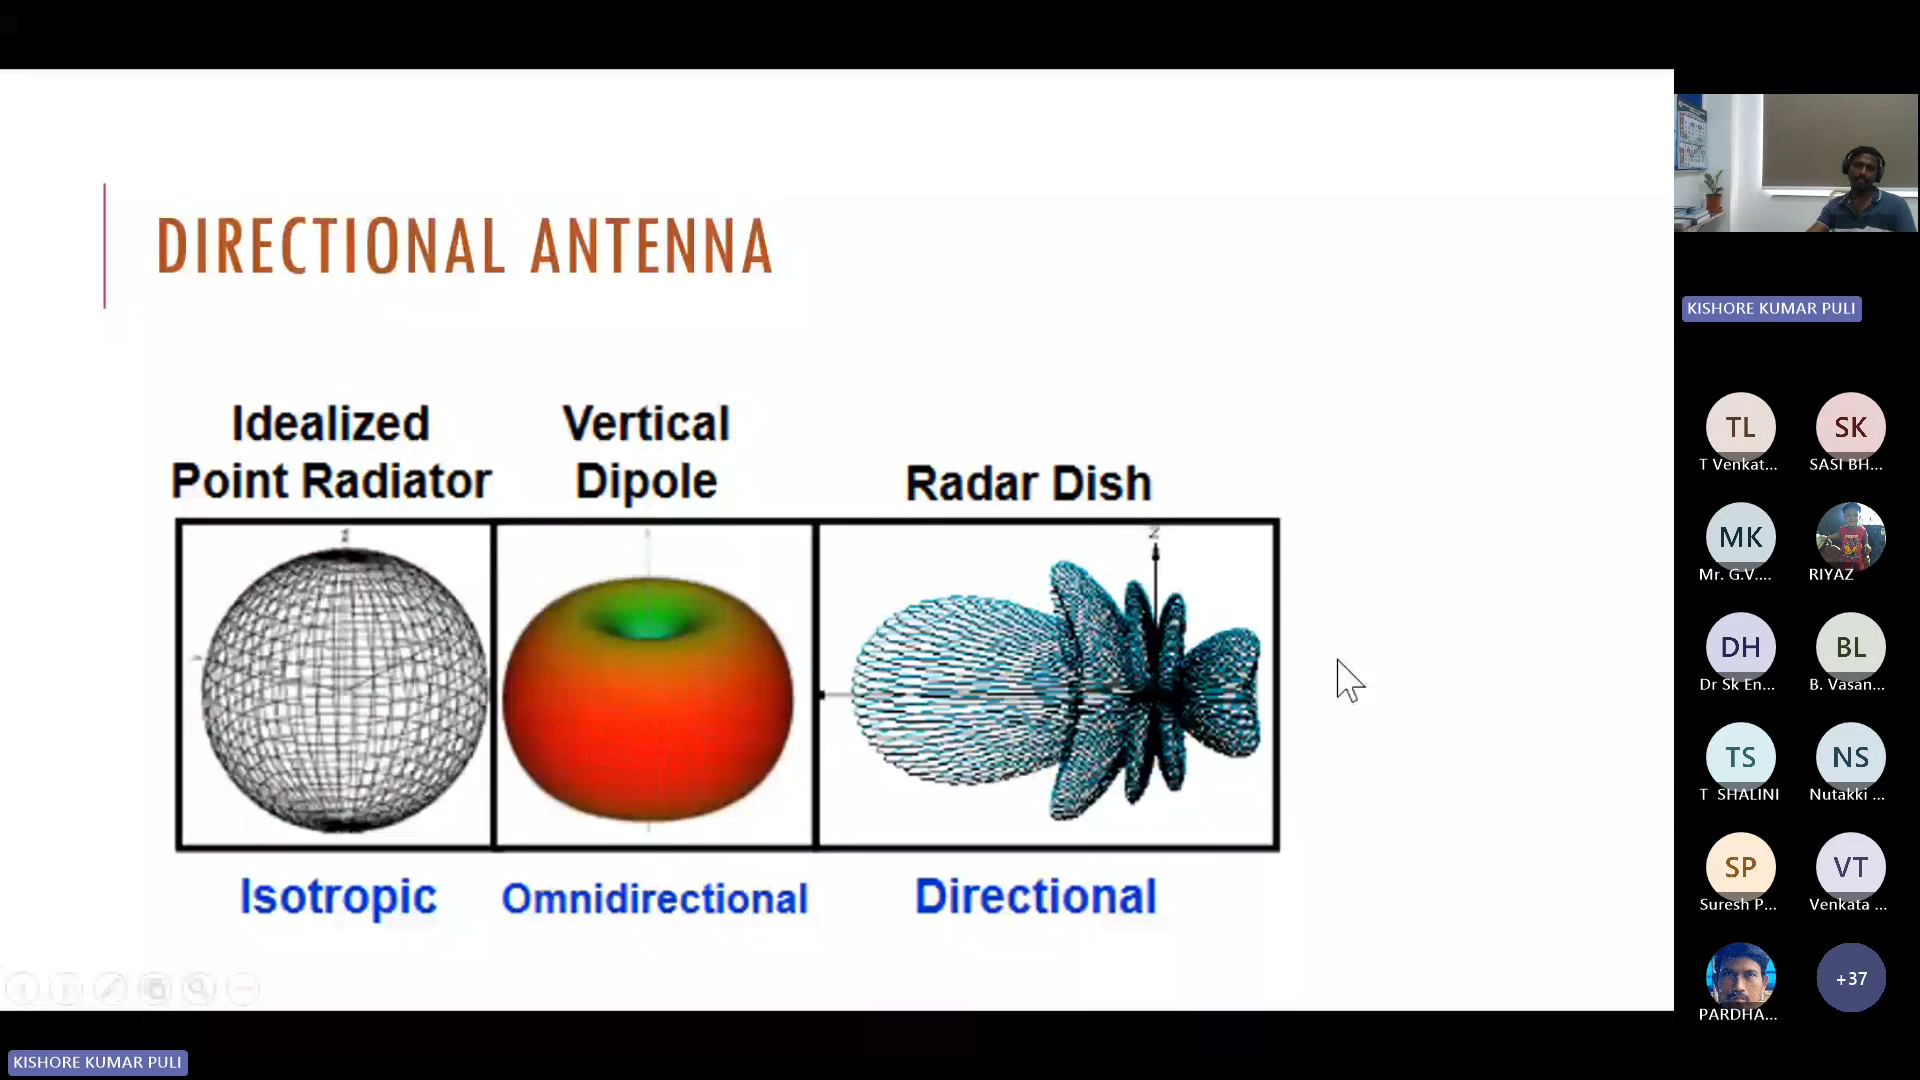 DIRECTIONAL ANTENNA
Idealized
Point Radiator
Vertical
Dipole
Radar Dish
Isotropic
Omnidirectional
Directional
KISHORE KUMAR PULI
TL
T Venkat...
SK
SASI BH...
MK
Mr. G.V....
RIYAZ
DH
Dr Sk En...
BL
B. Vasan...
TS
T SHALINI
NS
Nutakki ...
SP
Suresh P...
VT
Venkata ...
PARDHA...
+37
KISHORE KUMAR PULI